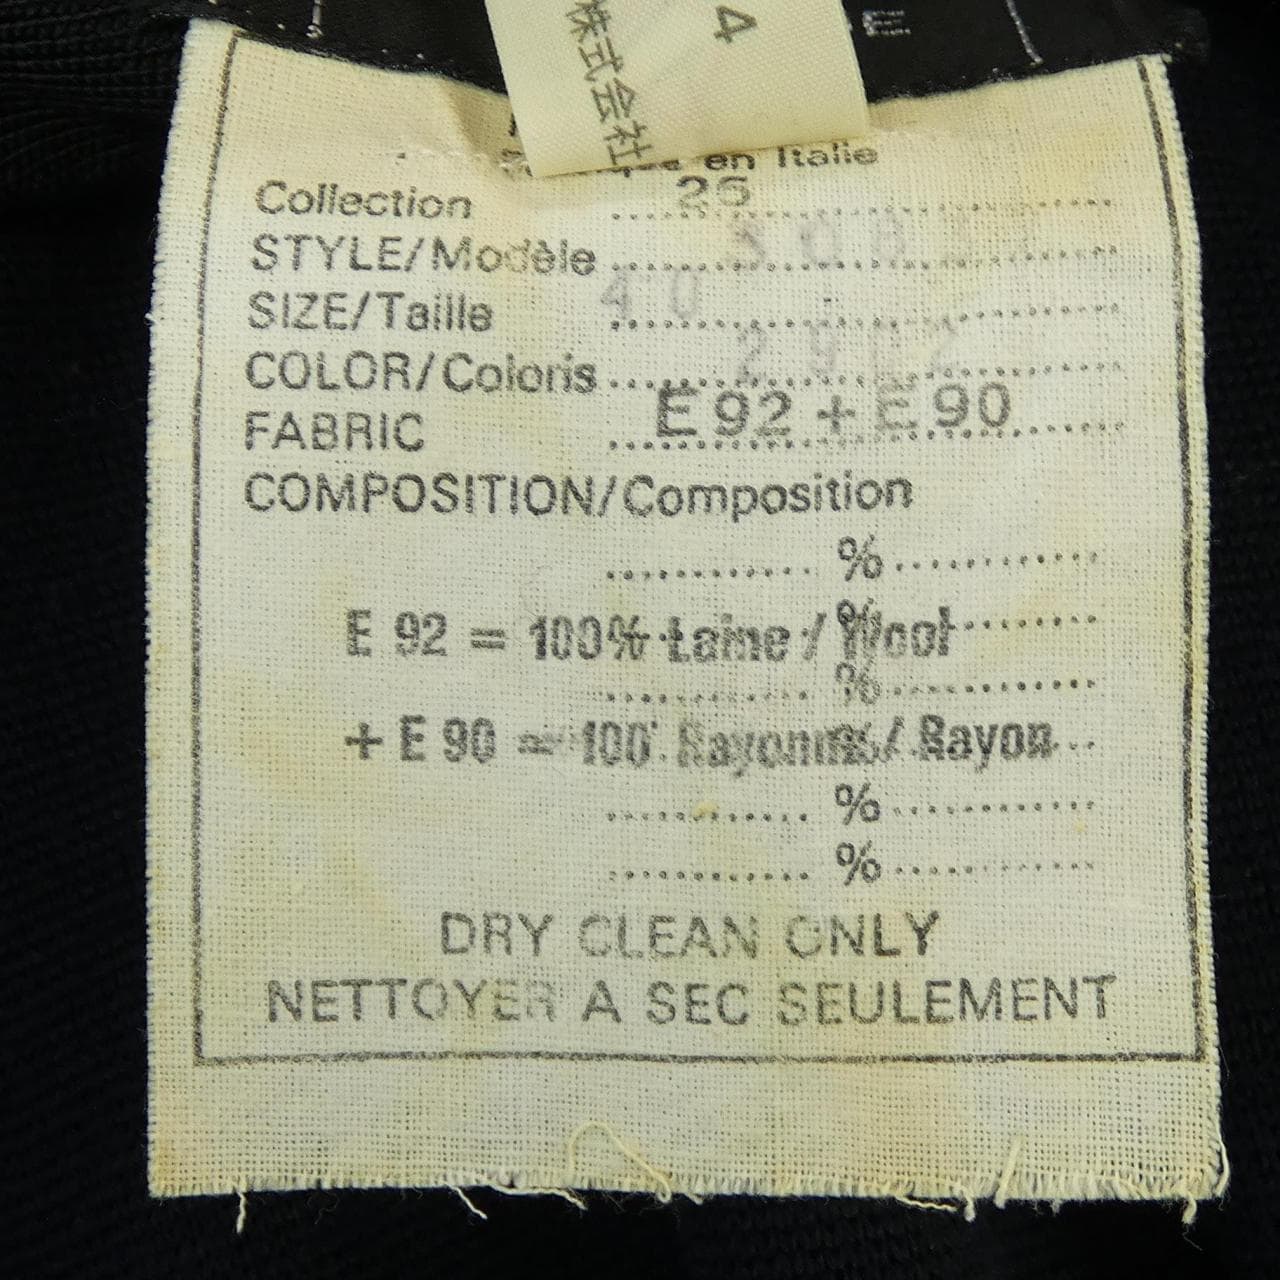 4
株式会社
en Italie
Collection 26
STYLE/Modèle
SIZE/Taille 40
COLOR/Coloris
FABRIC E 92 + E 90
COMPOSITION/Composition
%
%
E 92 = 100% Laine / Wool
%
+ E 90 = 100% Rayonne / Rayon
%
%
DRY CLEAN ONLY
NETTOYER A SEC SEULEMENT